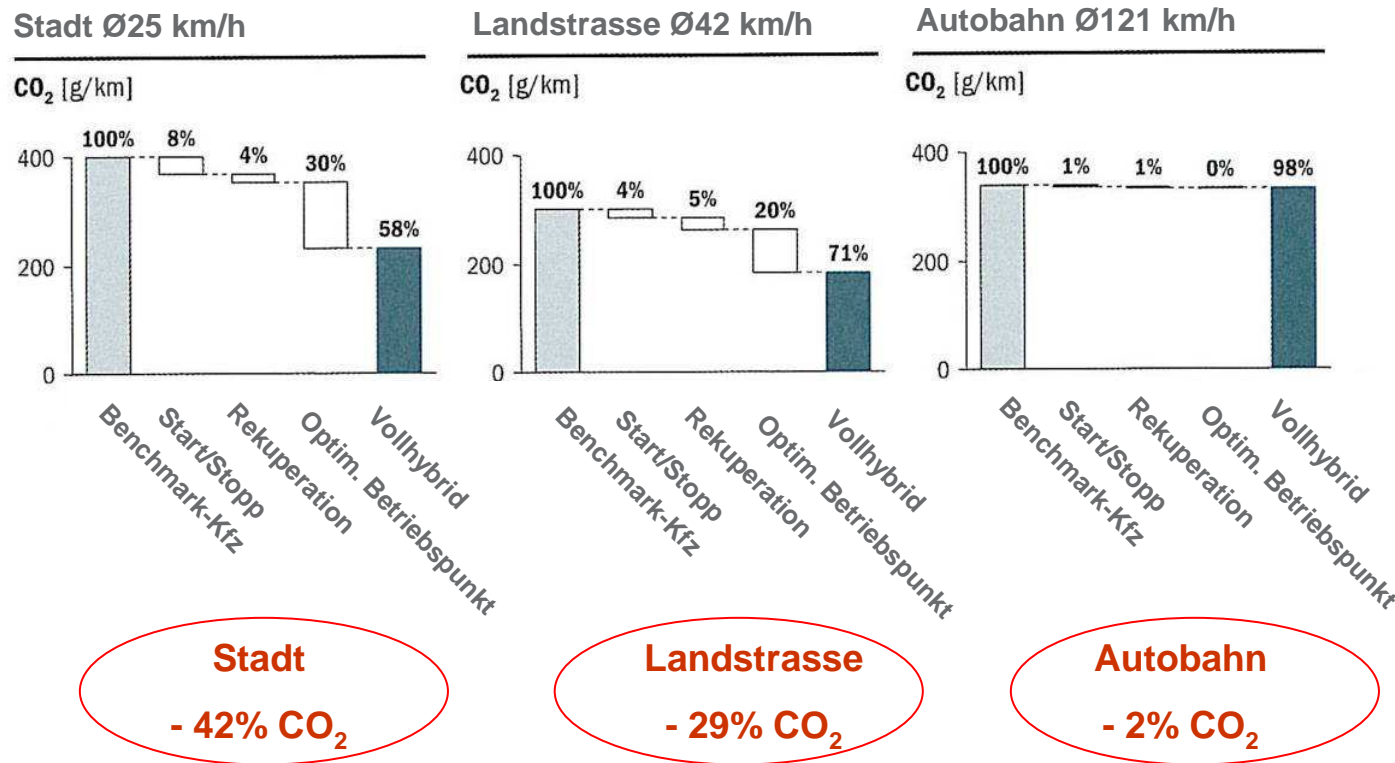 Stadt Ø25 km/h
CO₂ [g/km]
400
200
0
100%
8%
4%
30%
58%
Benchmark-Kfz
Start/Stopp
Rekuperation
Optim. Betriebspunkt
Vollhybrid
Stadt
- 42% CO₂
Landstrasse Ø42 km/h
CO₂ [g/km]
400
200
0
100%
4%
5%
20%
71%
Benchmark-Kfz
Start/Stopp
Rekuperation
Optim. Betriebspunkt
Vollhybrid
Landstrasse
- 29% CO₂
Autobahn Ø121 km/h
CO₂ [g/km]
400
200
0
100%
1%
1%
0%
98%
Benchmark-Kfz
Start/Stopp
Rekuperation
Optim. Betriebspunkt
Vollhybrid
Autobahn
- 2% CO₂